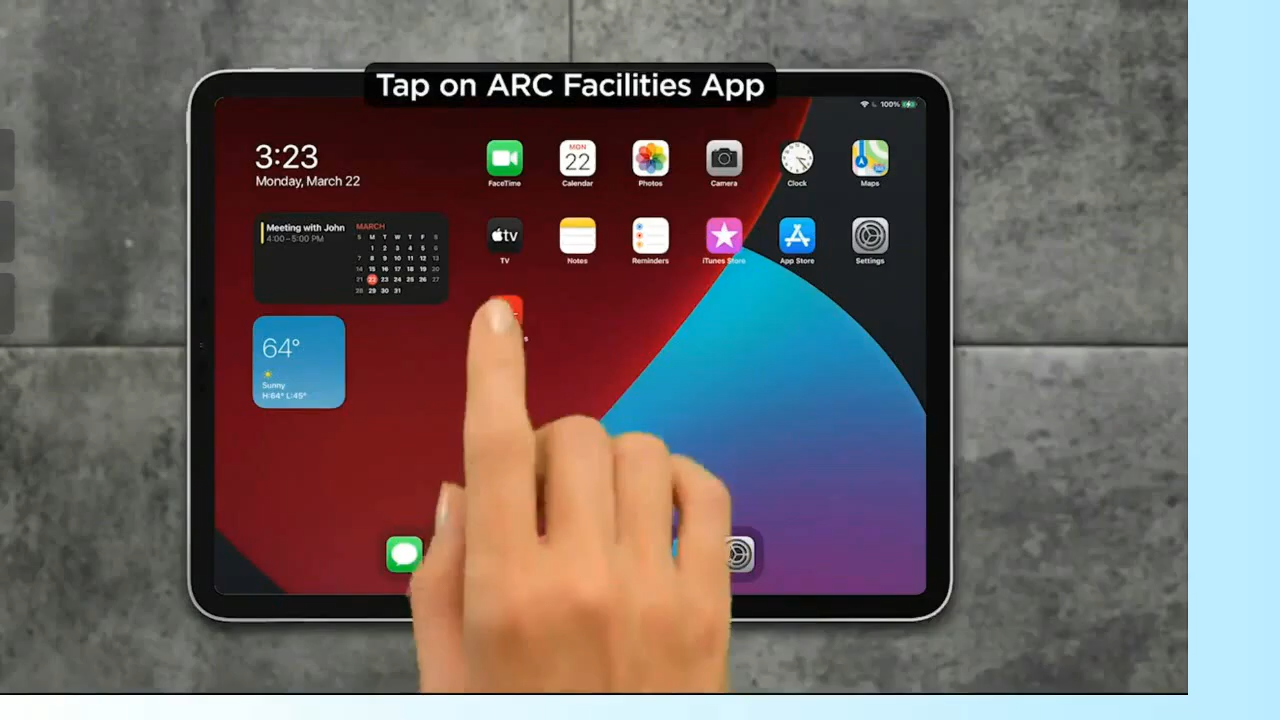 Tap on ARC Facilities App
100%
3:23
Monday, March 22
Meeting with John
4:00–5:00 PM
MARCH
S M T W T F S
1 2 3 4 5 6
7 8 9 10 11 12 13
14 15 16 17 18 19 20
21 22 23 24 25 26 27
28 29 30 31
64°
Sunny
H:64° L:45°
FaceTime
MON
22
Calendar
Photos
Camera
Clock
Maps
tv
TV
Notes
Reminders
iTunes Store
App Store
Settings